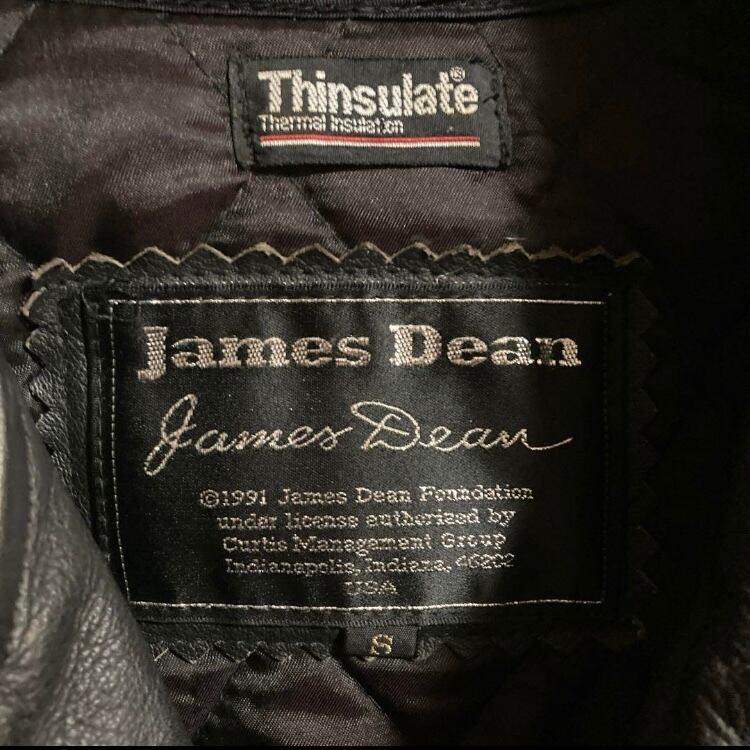 Thinsulate®
Thermal Insulation
James Dean
James Dean
©1991 James Dean Foundation
under license authorized by
Curtis Management Group
Indianapolis, Indiana, 46202
USA
S